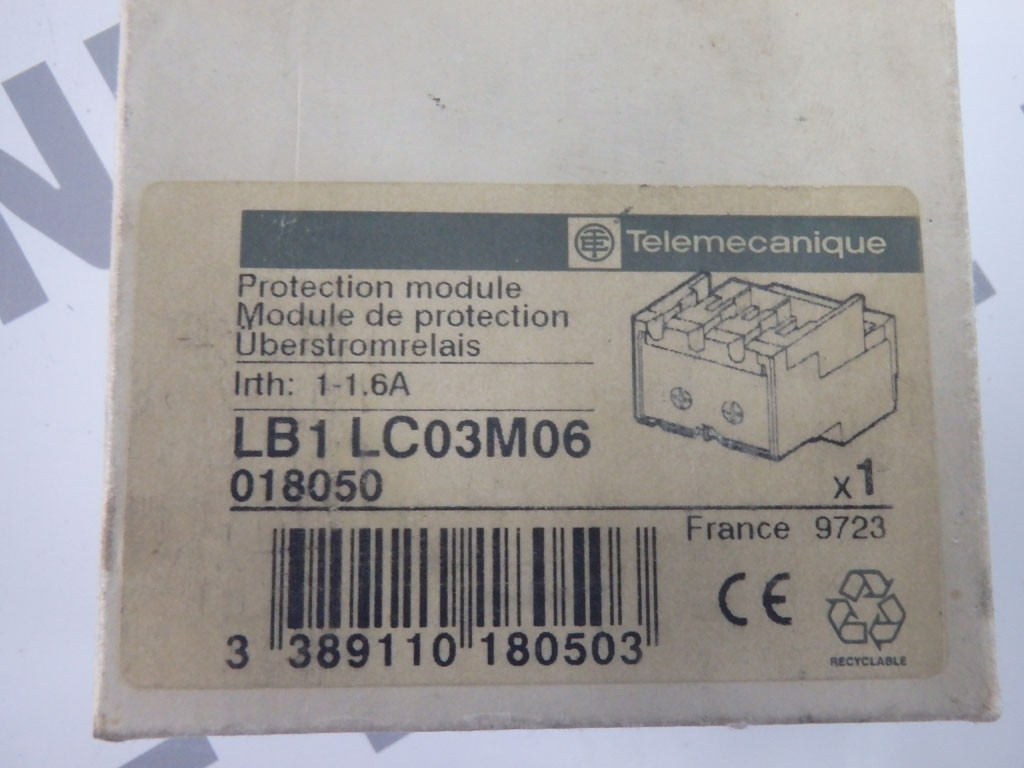 Telemecanique
Protection module
Module de protection
Überstromrelais
Irth: 1-1.6A
LB1 LC03M06
018050
x1
France 9723
CE
3 389110 180503
RECYCLABLE